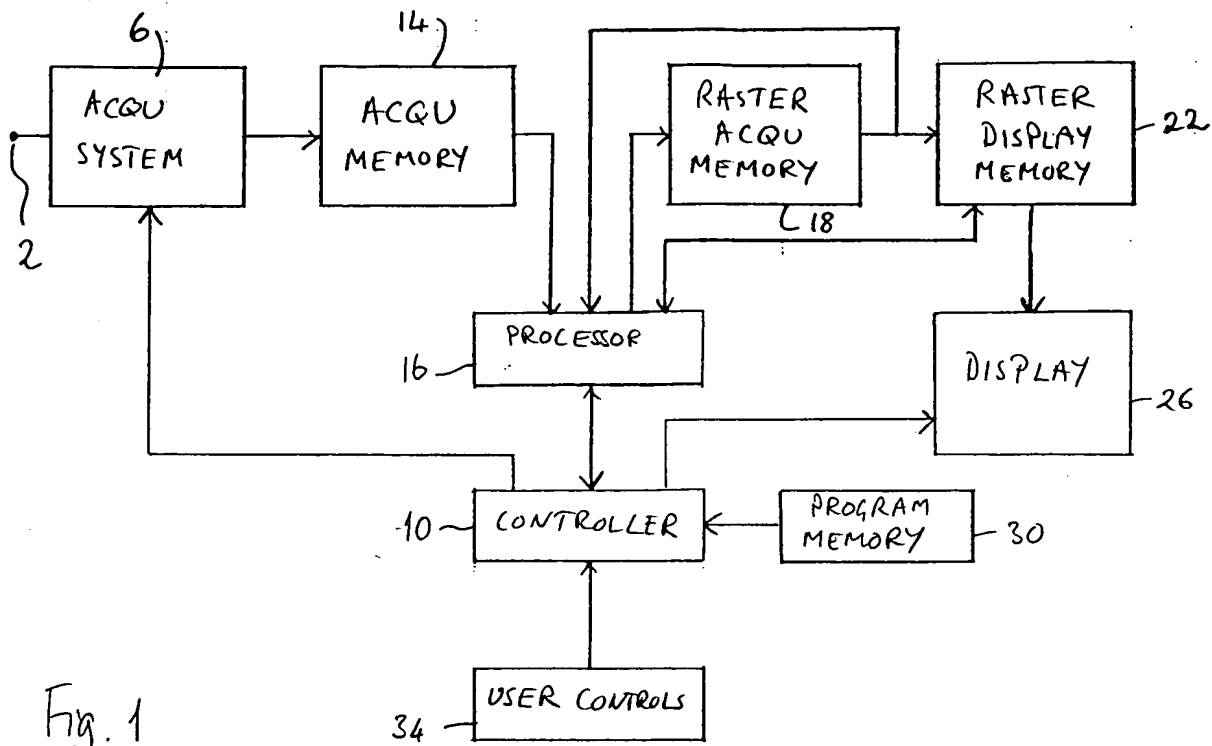 6
14
ACQU
SYSTEM
ACQU
MEMORY
RASTER
ACQU
MEMORY
RASTER
DISPLAY
MEMORY
22
2
18
PROCESSOR
16
DISPLAY
26
10
CONTROLLER
PROGRAM
MEMORY
30
USER CONTROLS
34
Fig. 1